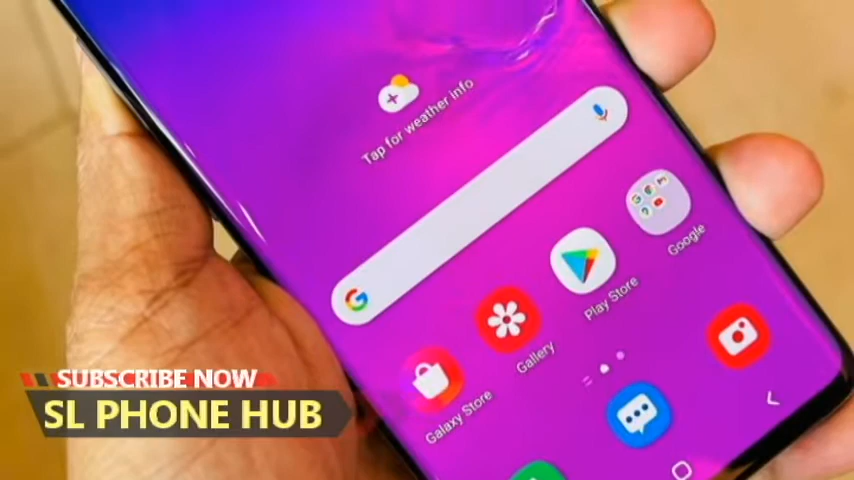 Tap for weather info
Google
Play Store
Gallery
Galaxy Store
SUBSCRIBE NOW
SL PHONE HUB